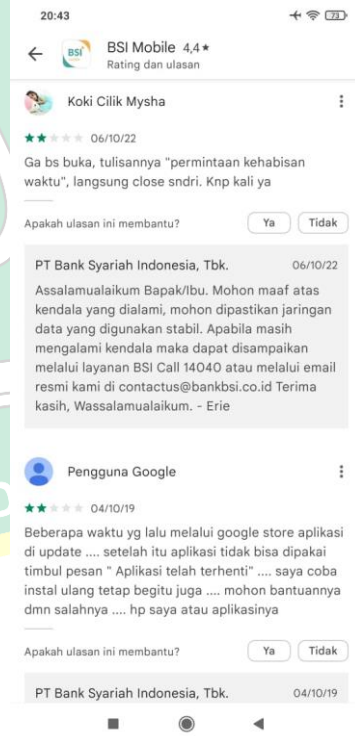 20:43
73
BSI Mobile 4,4★
BSI
Rating dan ulasan
Koki Cilik Mysha
06/10/22
Ga bs buka, tulisannya "permintaan kehabisan
waktu", langsung close sndri. Knp kali ya
Apakah ulasan ini membantu? Ya Tidak
PT Bank Syariah Indonesia, Tbk. 06/10/22
Assalamualaikum Bapak/Ibu. Mohon maaf atas
kendala yang dialami, mohon dipastikan jaringan
data yang digunakan stabil. Apabila masih
mengalami kendala maka dapat disampaikan
melalui layanan BSI Call 14040 atau melalui email
resmi kami di contactus@bankbsi.co.id Terima
kasih, Wassalamualaikum. - Erie
Pengguna Google
04/10/19
Beberapa waktu yg lalu melalui google store aplikasi
di update .... setelah itu aplikasi tidak bisa dipakai
timbul pesan " Aplikasi telah terhenti" .... saya coba
instal ulang tetap begitu juga .... mohon bantuannya
dmn salahnya .... hp saya atau aplikasinya
Apakah ulasan ini membantu? Ya Tidak
PT Bank Syariah Indonesia, Tbk. 04/10/19